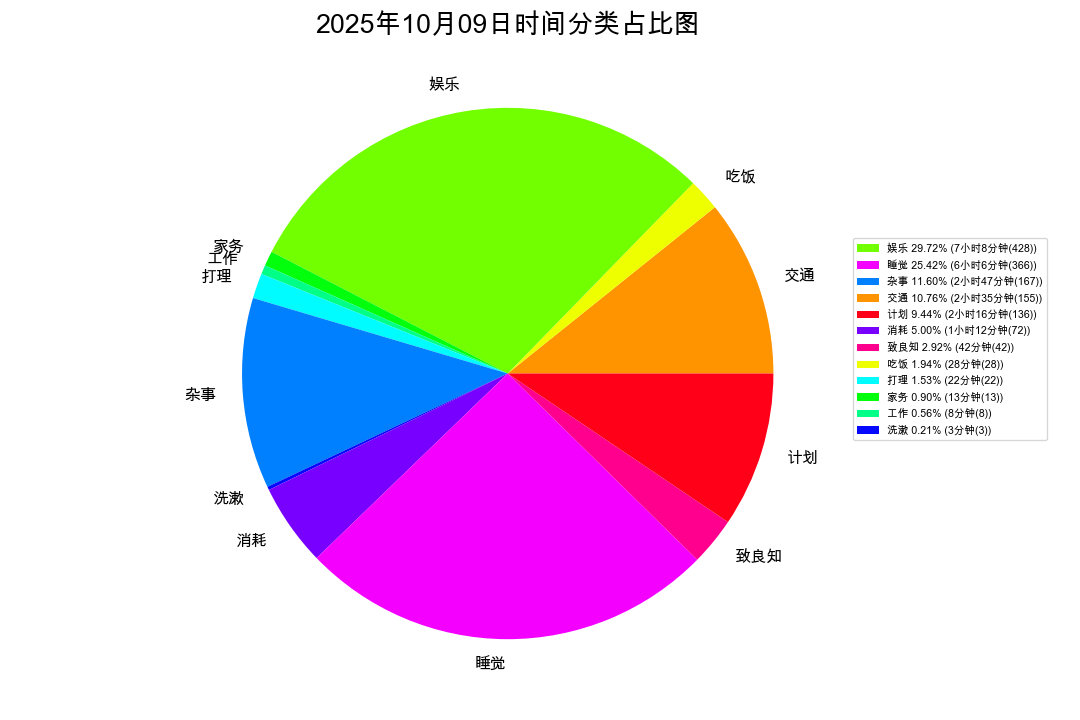 2025年10月09日时间分类占比图
娱乐
吃饭
家务
工作
打理
交通
杂事
计划
洗漱
消耗
致良知
睡觉
娱乐 29.72% (7小时8分钟(428))
睡觉 25.42% (6小时6分钟(366))
杂事 11.60% (2小时47分钟(167))
交通 10.76% (2小时35分钟(155))
计划 9.44% (2小时16分钟(136))
消耗 5.00% (1小时12分钟(72))
致良知 2.92% (42分钟(42))
吃饭 1.94% (28分钟(28))
打理 1.53% (22分钟(22))
家务 0.90% (13分钟(13))
工作 0.56% (8分钟(8))
洗漱 0.21% (3分钟(3))